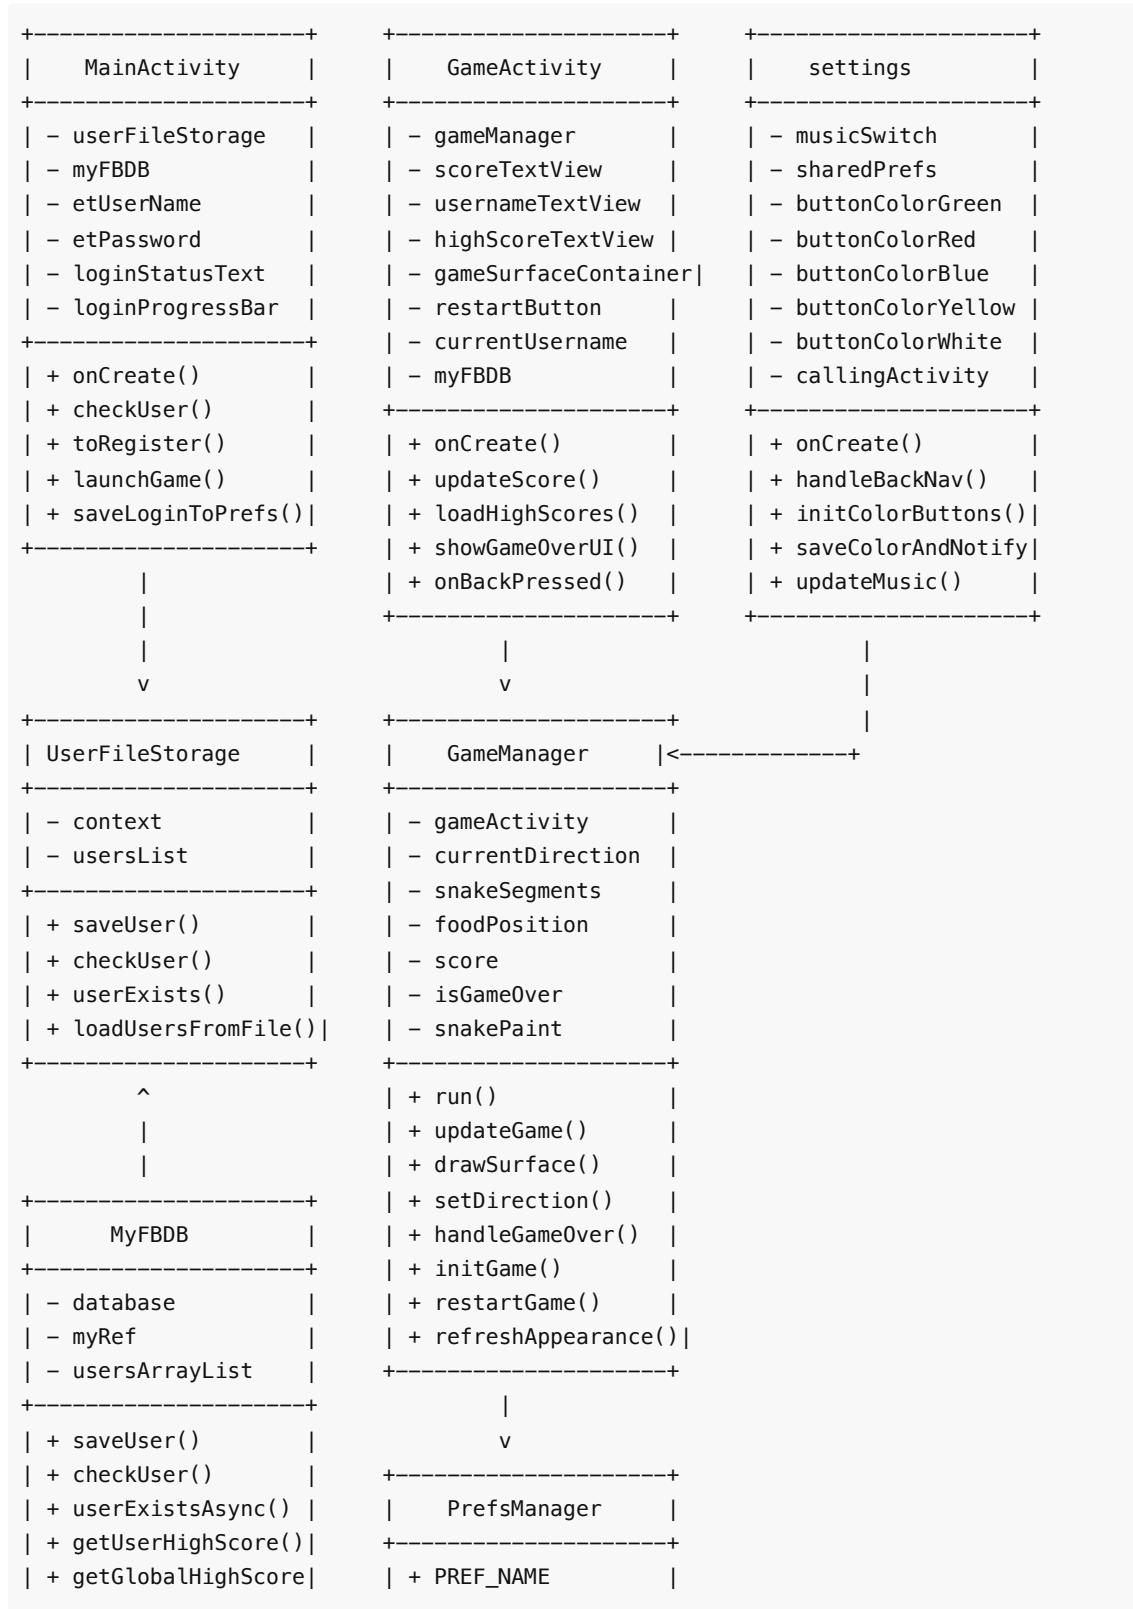 +---------------------+     +---------------------+     +---------------------+
|    MainActivity     |     |    GameActivity     |     |    settings         |
+---------------------+     +---------------------+     +---------------------+
| - userFileStorage   |     | - gameManager       |     | - musicSwitch       |
| - myFBDB            |     | - scoreTextView     |     | - sharedPrefs       |
| - etUserName        |     | - usernameTextView  |     | - buttonColorGreen  |
| - etPassword        |     | - highScoreTextView |     | - buttonColorRed    |
| - loginStatusText   |     | - gameSurfaceContainer|   | - buttonColorBlue   |
| - loginProgressBar  |     | - restartButton     |     | - buttonColorYellow |
+---------------------+     | - currentUsername   |     | - buttonColorWhite  |
| + onCreate()        |     | - myFBDB            |     | - callingActivity   |
| + checkUser()       |     +---------------------+     +---------------------+
| + toRegister()      |     | + onCreate()        |     | + onCreate()        |
| + launchGame()      |     | + updateScore()     |     | + handleBackNav()   |
| + saveLoginToPrefs()|     | + loadHighScores()  |     | + initColorButtons()|
+---------------------+     | + showGameOverUI()  |     | + saveColorAndNotify|
         |                  | + onBackPressed()   |     | + updateMusic()     |
         |                  +---------------------+     +---------------------+
         |                           |                           |
         v                           v                           |
+---------------------+     +---------------------+              |
| UserFileStorage     |     |    GameManager     |<-------------+
+---------------------+     +---------------------+
| - context           |     | - gameActivity      |
| - usersList         |     | - currentDirection  |
+---------------------+     | - snakeSegments     |
| + saveUser()        |     | - foodPosition      |
| + checkUser()       |     | - score             |
| + userExists()      |     | - isGameOver        |
| + loadUsersFromFile()|    | - snakePaint        |
+---------------------+     +---------------------+
         ^                  | + run()             |
         |                  | + updateGame()      |
         |                  | + drawSurface()     |
+---------------------+     | + setDirection()    |
|      MyFBDB         |     | + handleGameOver()  |
+---------------------+     | + initGame()        |
| - database          |     | + restartGame()     |
| - myRef             |     | + refreshAppearance()|
| - usersArrayList    |     +---------------------+
+---------------------+              |
| + saveUser()        |              v
| + checkUser()       |     +---------------------+
| + userExistsAsync() |     |    PrefsManager     |
| + getUserHighScore()|     +---------------------+
| + getGlobalHighScore|     | + PREF_NAME         |